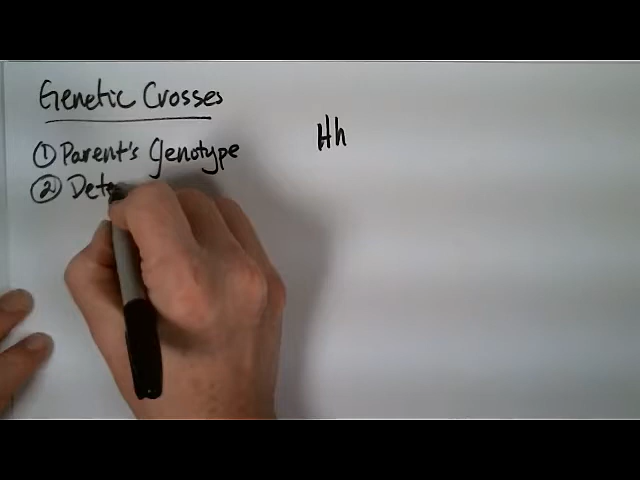 Genetic Crosses
① Parent's Genotype Hh
② Dete